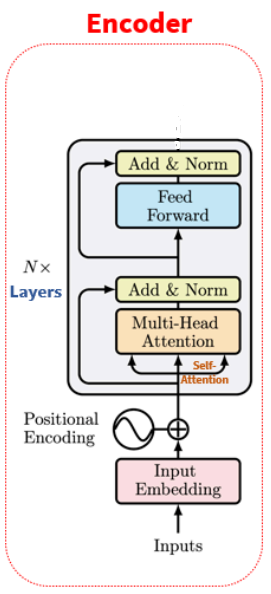 Encoder
Add & Norm
Feed
Forward
N×
Layers
Add & Norm
Multi-Head
Attention
Self-
Attention
Positional
Encoding
Input
Embedding
Inputs